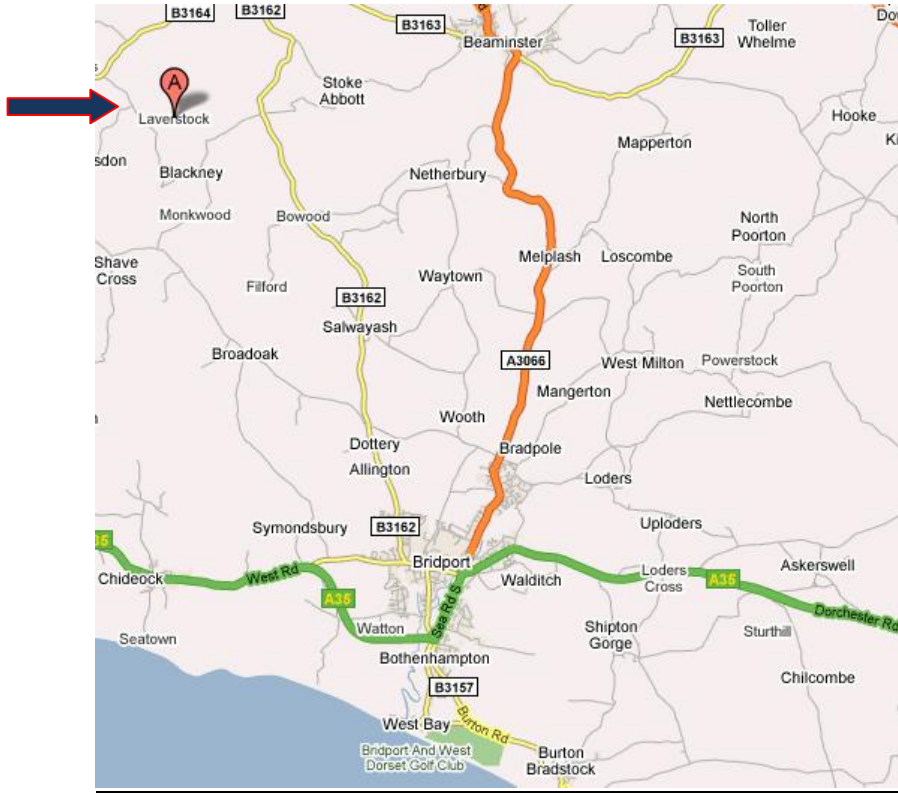 B3164
B3162
B3163
Beaminster
B3163
Toller
Whelme
Stoke
Abbott
A
Laverstock
Hooke
Mapperton
sdon
Blackney
Netherbury
Monkwood
Bowood
North
Poorton
Shave
Cross
Melplash
Loscombe
South
Poorton
Filford
Waytown
B3162
Salwayash
Broadoak
A3066
West Milton
Powerstock
Mangerton
Nettlecombe
Wooth
Dottery
Bradpole
Allington
Loders
Symondsbury
B3162
Uploders
35
Bridport
Askerswell
Chideock
West Rd
Walditch
Loders
Cross
A35
A35
Sea Rd S
Dorchester Rd
Seatown
Watton
Shipton
Gorge
Sturthill
Bothenhampton
Chilcombe
B3157
West Bay
Burton Rd
Bridport And West
Dorset Golf Club
Burton
Bradstock